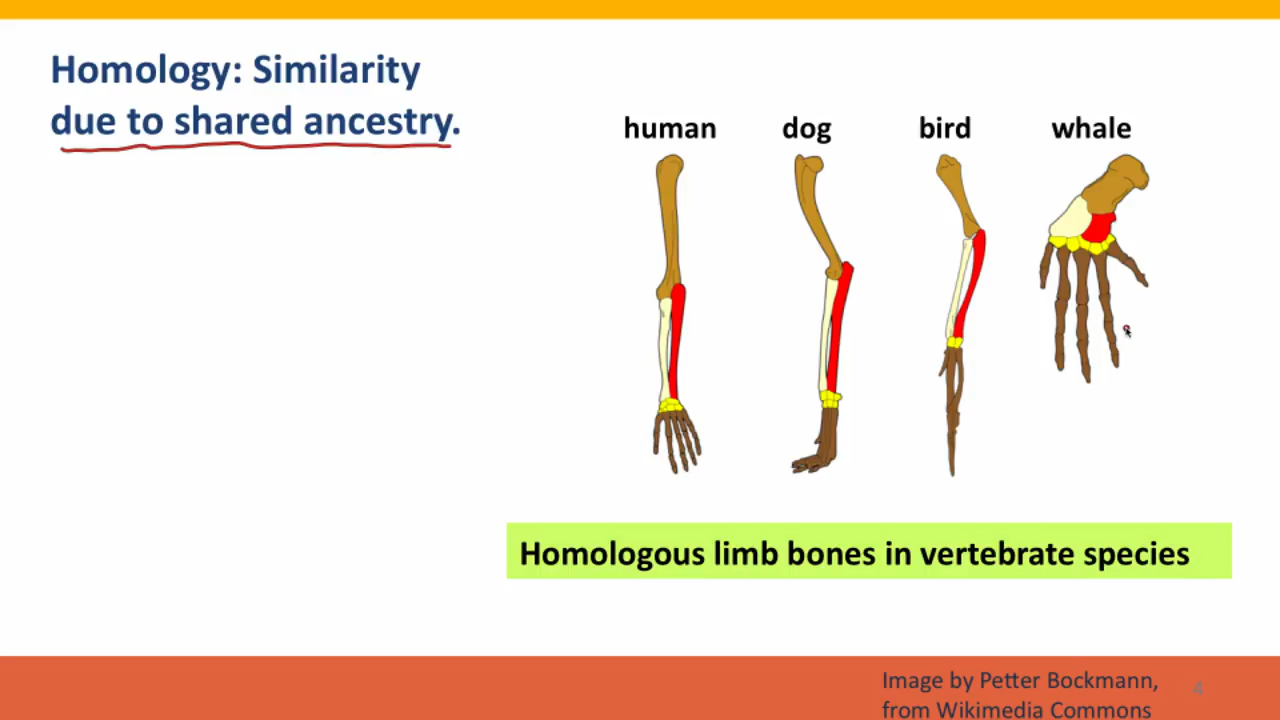 Homology: Similarity
due to shared ancestry.
human dog bird whale
Homologous limb bones in vertebrate species
Image by Petter Bockmann,
from Wikimedia Commons
4